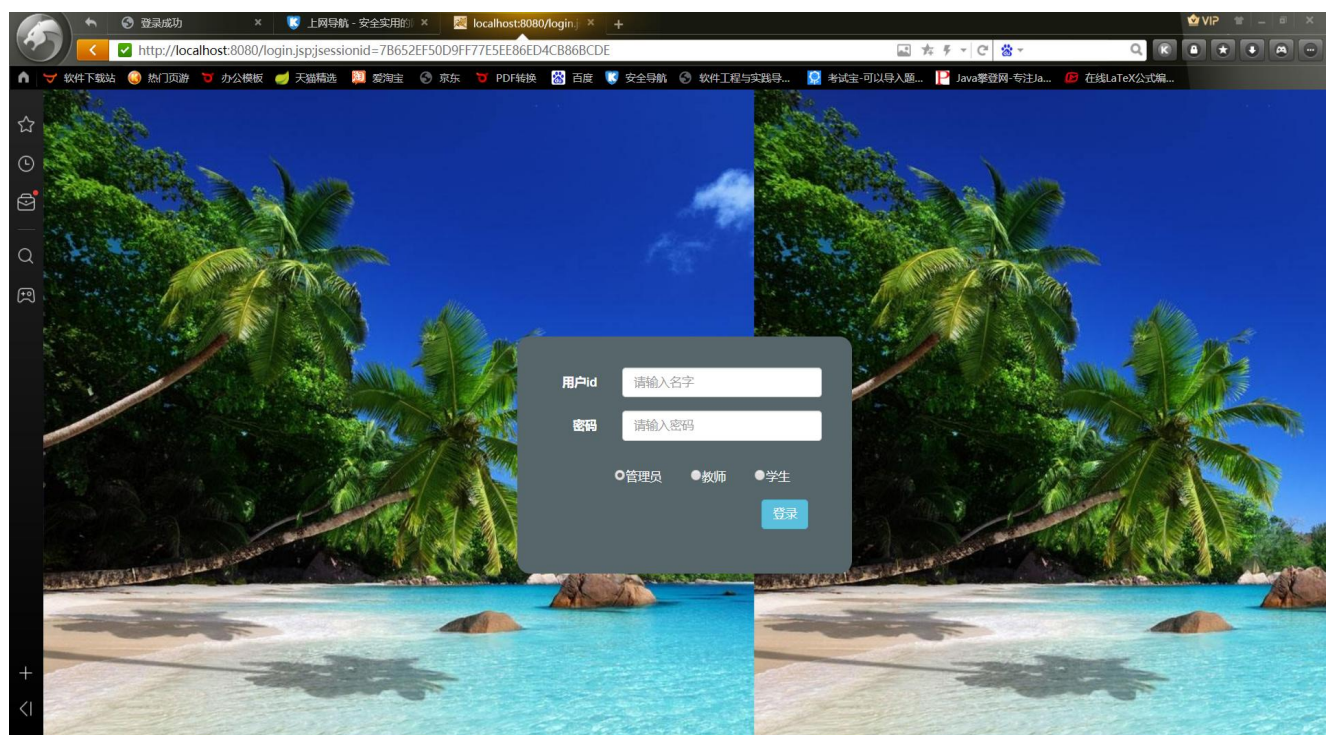 登录成功
上网导航 - 安全实用的
localhost:8080/login.j
VIP
http://localhost:8080/login.jsp;jsessionid=7B652EF50D9FF77E5EE86ED4CB86BCDE
软件下载站 热门页游 办公模板 天猫精选 爱淘宝 京东 PDF转换 百度 安全导航 软件工程与实践导... 考试宝-可以导入题... Java攀登网-专注Ja... 在线LaTeX公式编...
用户id 请输入名字
密码 请输入密码
管理员 教师 学生
登录